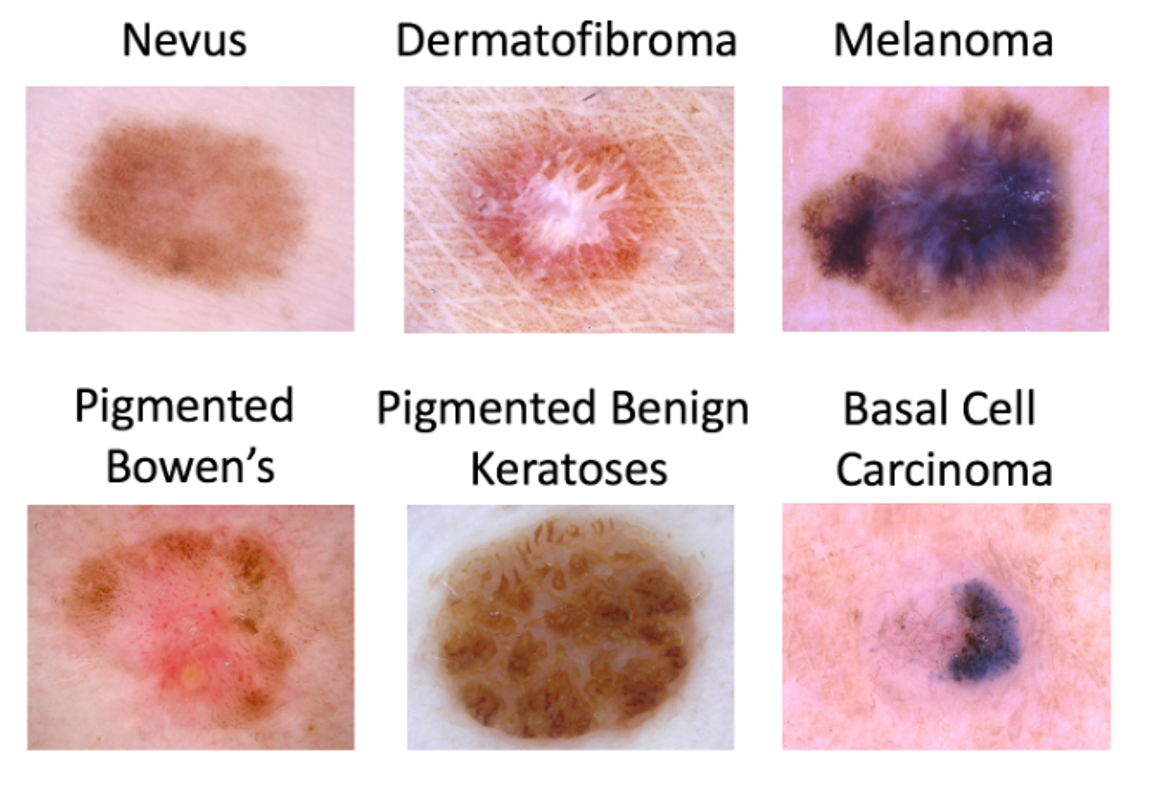 Nevus
Dermatofibroma
Melanoma
Pigmented
Bowen’s
Pigmented Benign
Keratoses
Basal Cell
Carcinoma